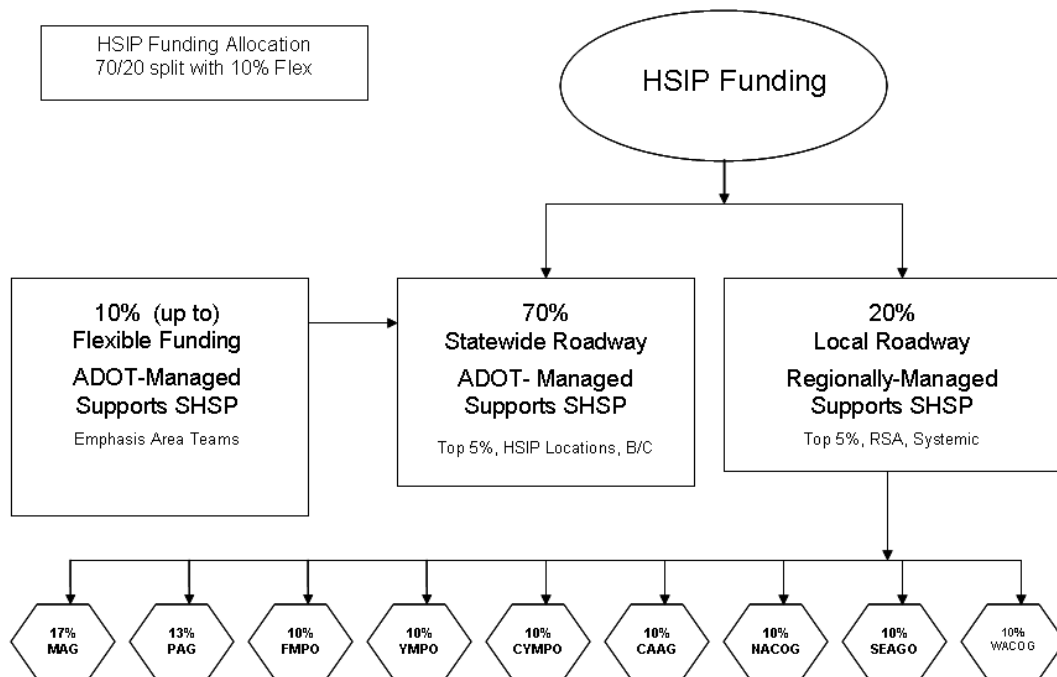 HSIP Funding Allocation
70/20 split with 10% Flex
HSIP Funding
10% (up to)
Flexible Funding
ADOT-Managed
Supports SHSP
Emphasis Area Teams
70%
Statewide Roadway
ADOT- Managed
Supports SHSP
Top 5%, HSIP Locations, B/C
20%
Local Roadway
Regionally-Managed
Supports SHSP
Top 5%, RSA, Systemic
17%
MAG
13%
PAG
10%
FMPO
10%
YMPO
10%
CYMPO
10%
CAAG
10%
NACOG
10%
SEAGO
10%
WACOG